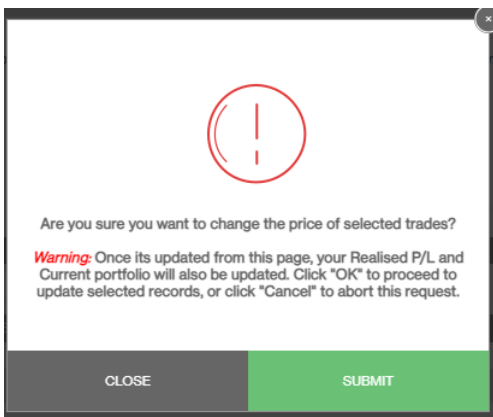 Are you sure you want to change the price of selected trades?
Warning: Once its updated from this page, your Realised P/L and
Current portfolio will also be updated. Click "OK" to proceed to
update selected records, or click "Cancel" to abort this request.
CLOSE
SUBMIT